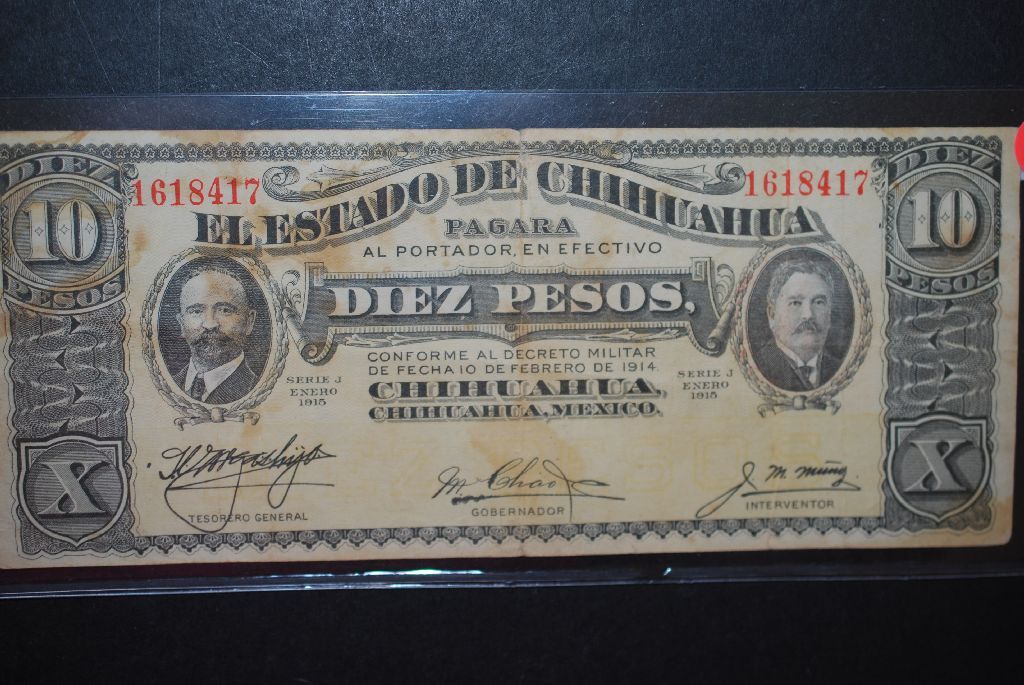 DIEZ
10
PESOS
1618417
EL ESTADO DE CHIHUAHUA
1618417
DIEZ
10
PESOS
PAGARA
AL PORTADOR, EN EFECTIVO
DIEZ PESOS,
CONFORME AL DECRETO MILITAR
DE FECHA 10 DE FEBRERO DE 1914.
CHIHUAHUA,
CHIHUAHUA, MEXICO.
SERIE J
ENERO
1915
SERIE J
ENERO
1915
X
TESORERO GENERAL
M Chao
GOBERNADOR
J. M. Muñoz
INTERVENTOR
X